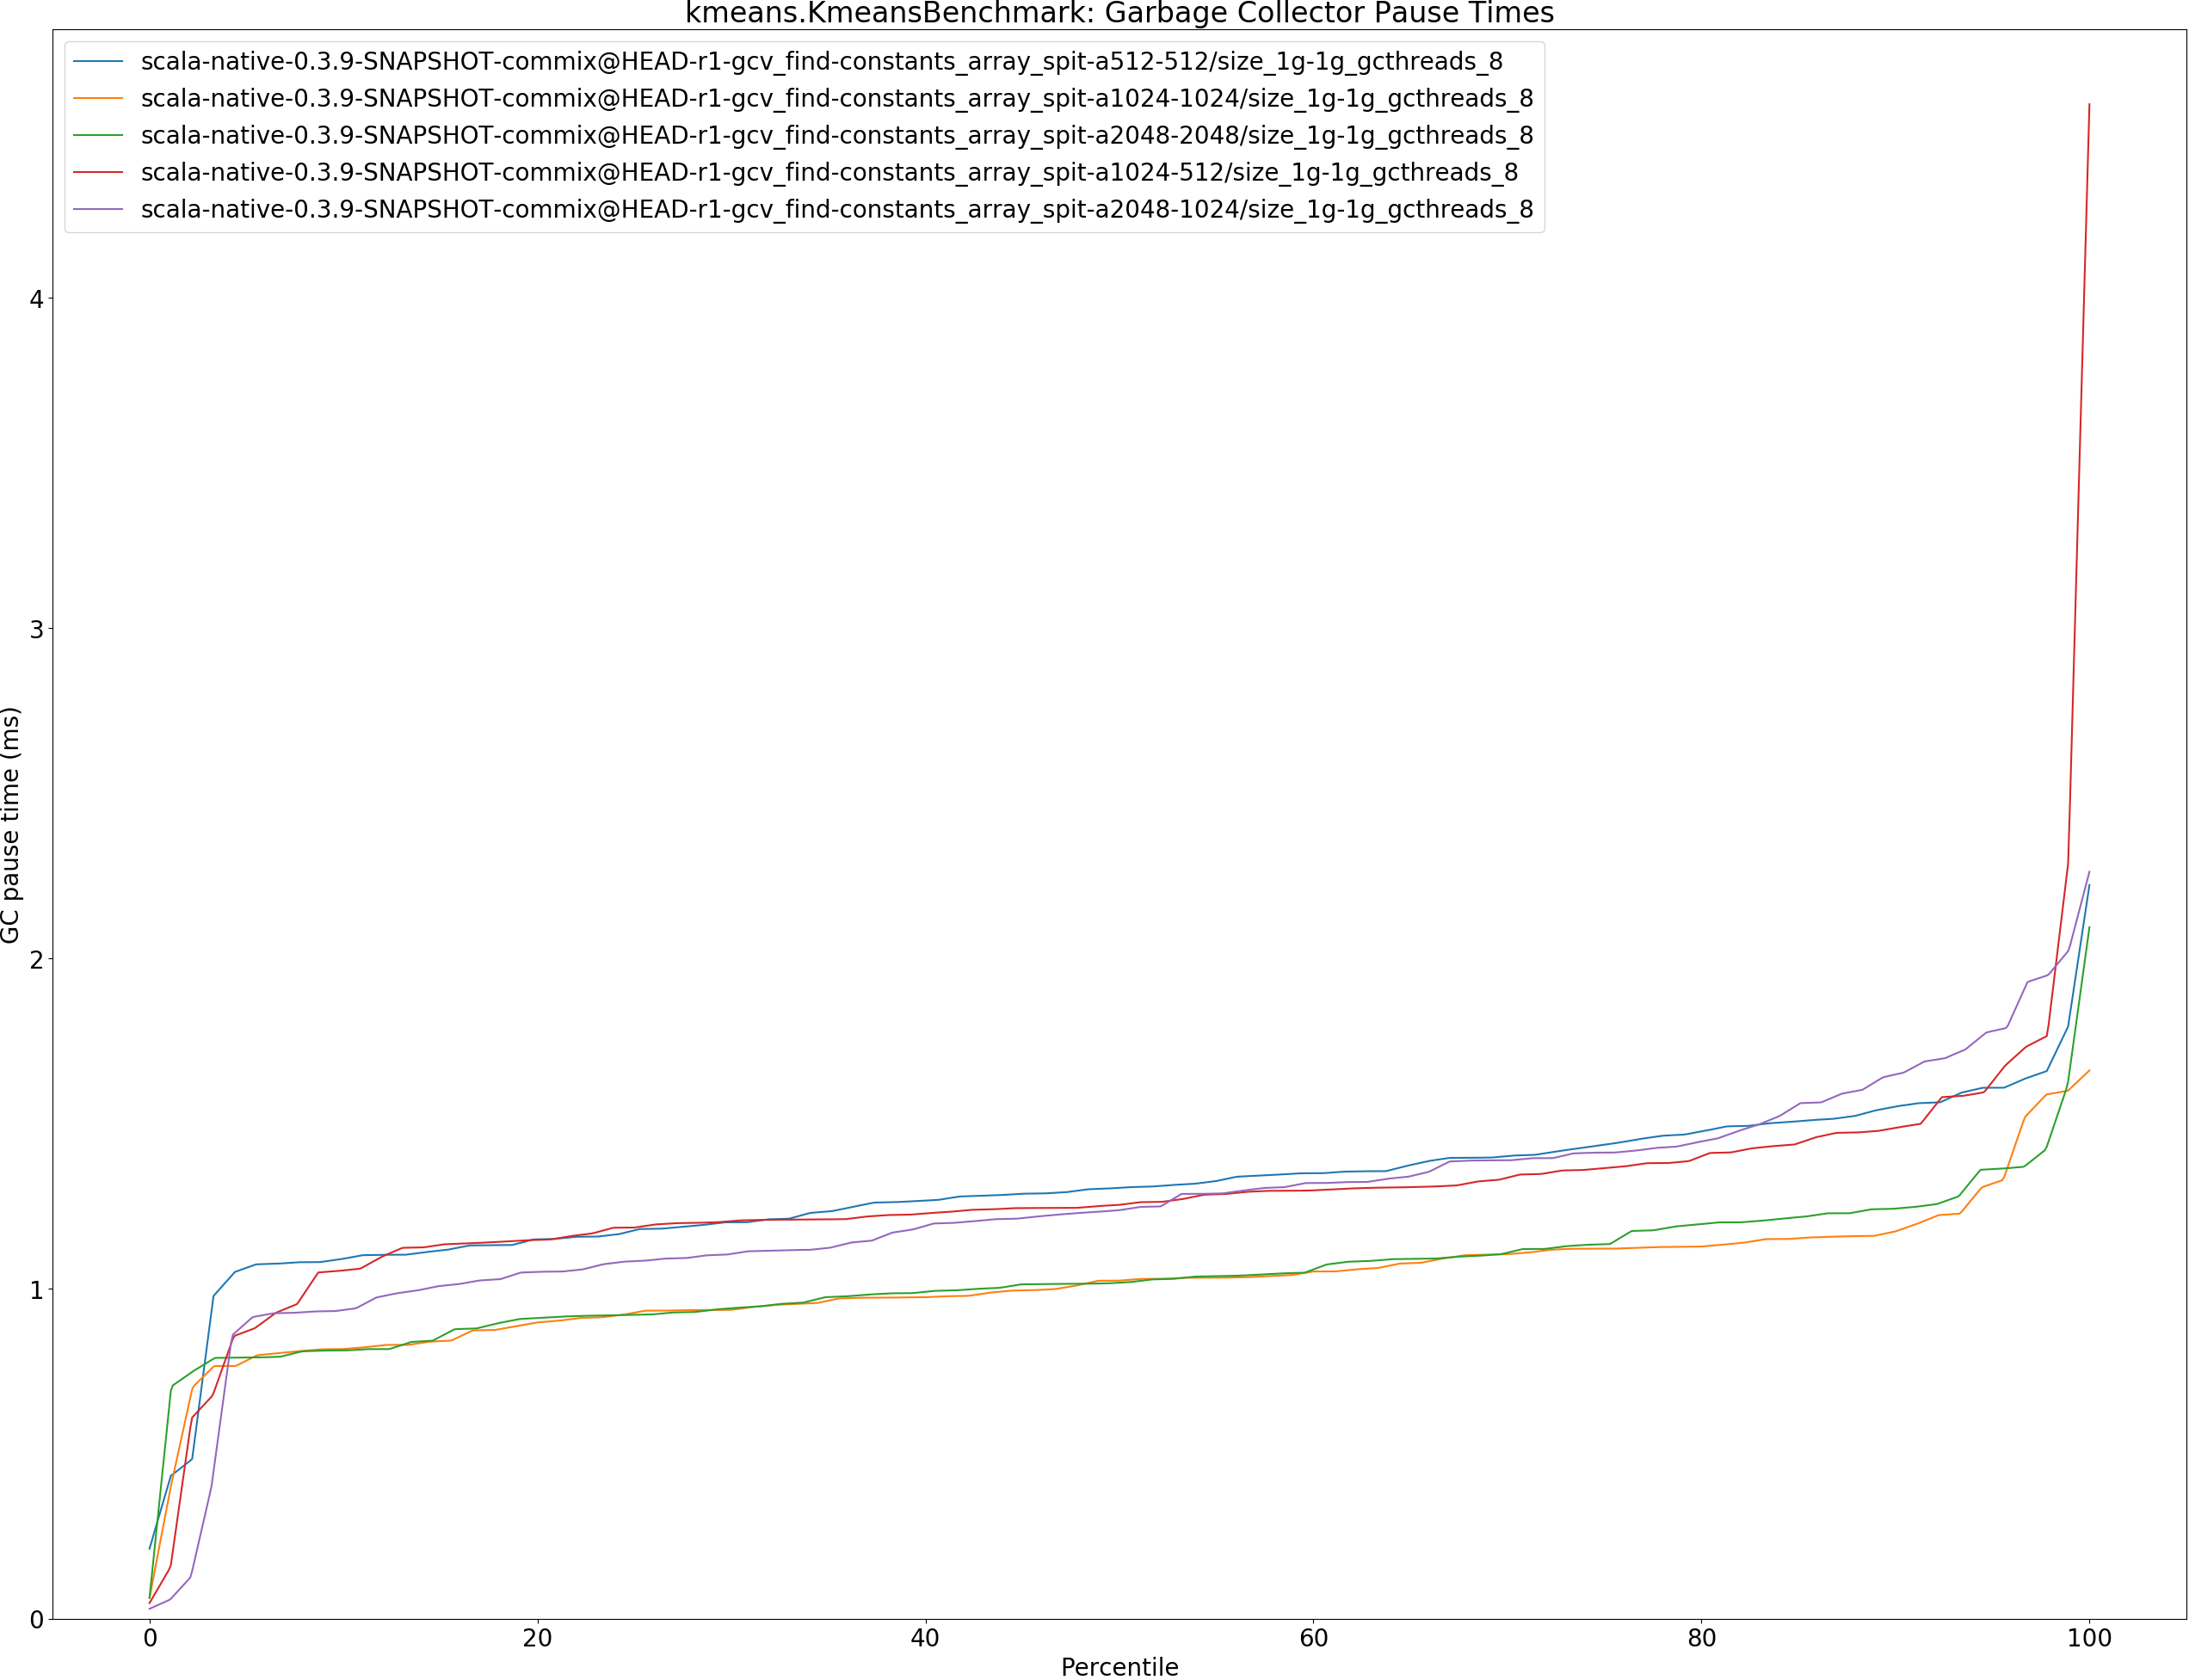 kmeans.KmeansBenchmark: Garbage Collector Pause Times
scala-native-0.3.9-SNAPSHOT-commix@HEAD-r1-gcv_find-constants_array_spit-a512-512/size_1g-1g_gcthreads_8
scala-native-0.3.9-SNAPSHOT-commix@HEAD-r1-gcv_find-constants_array_spit-a1024-1024/size_1g-1g_gcthreads_8
scala-native-0.3.9-SNAPSHOT-commix@HEAD-r1-gcv_find-constants_array_spit-a2048-2048/size_1g-1g_gcthreads_8
scala-native-0.3.9-SNAPSHOT-commix@HEAD-r1-gcv_find-constants_array_spit-a1024-512/size_1g-1g_gcthreads_8
scala-native-0.3.9-SNAPSHOT-commix@HEAD-r1-gcv_find-constants_array_spit-a2048-1024/size_1g-1g_gcthreads_8
4
3
2
1
0
GC pause time (ms)
0 20 40 60 80 100
Percentile